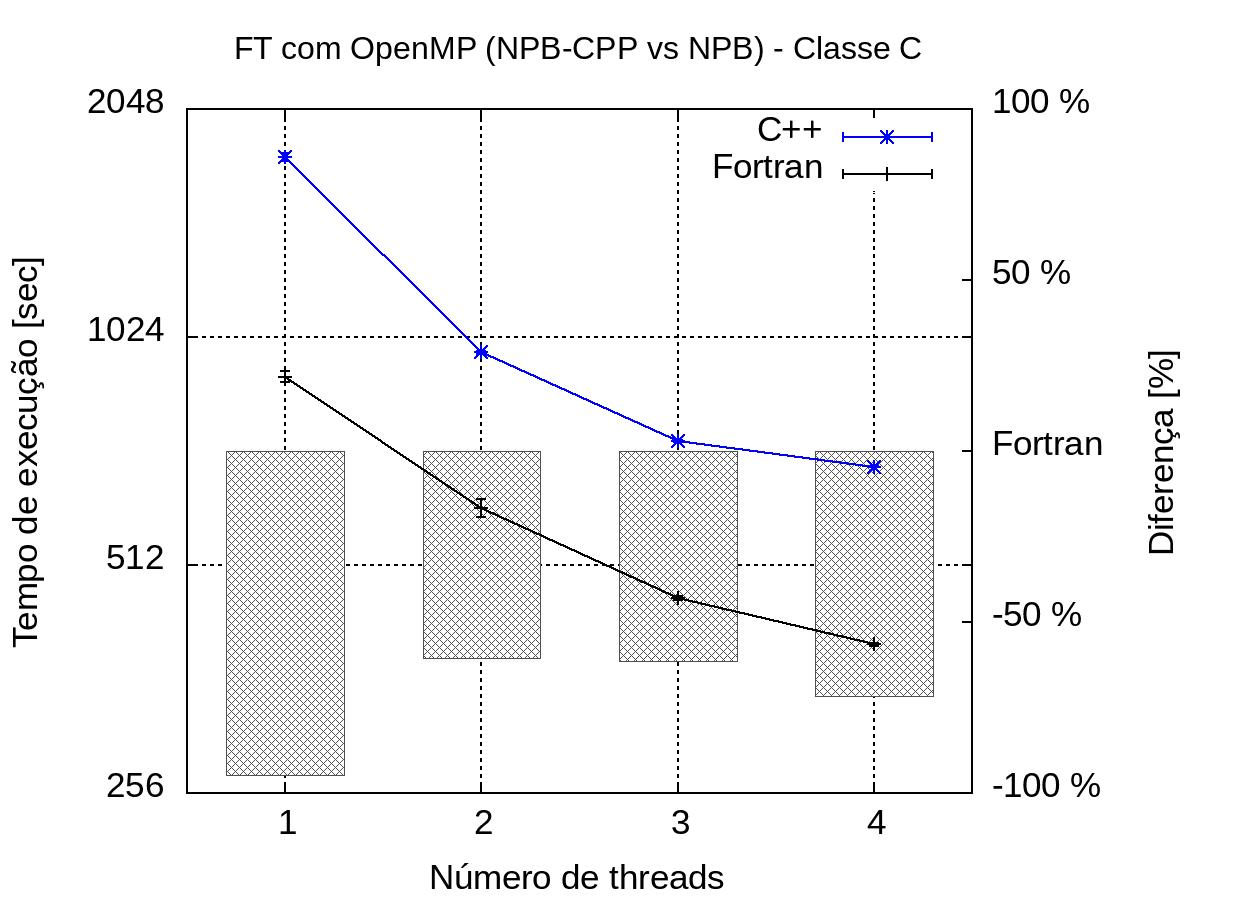 FT com OpenMP (NPB-CPP vs NPB) - Classe C
2048
1024
512
256
100 %
50 %
Fortran
-50 %
-100 %
C++
Fortran
Tempo de execução [sec]
Diferença [%]
1 2 3 4
Número de threads